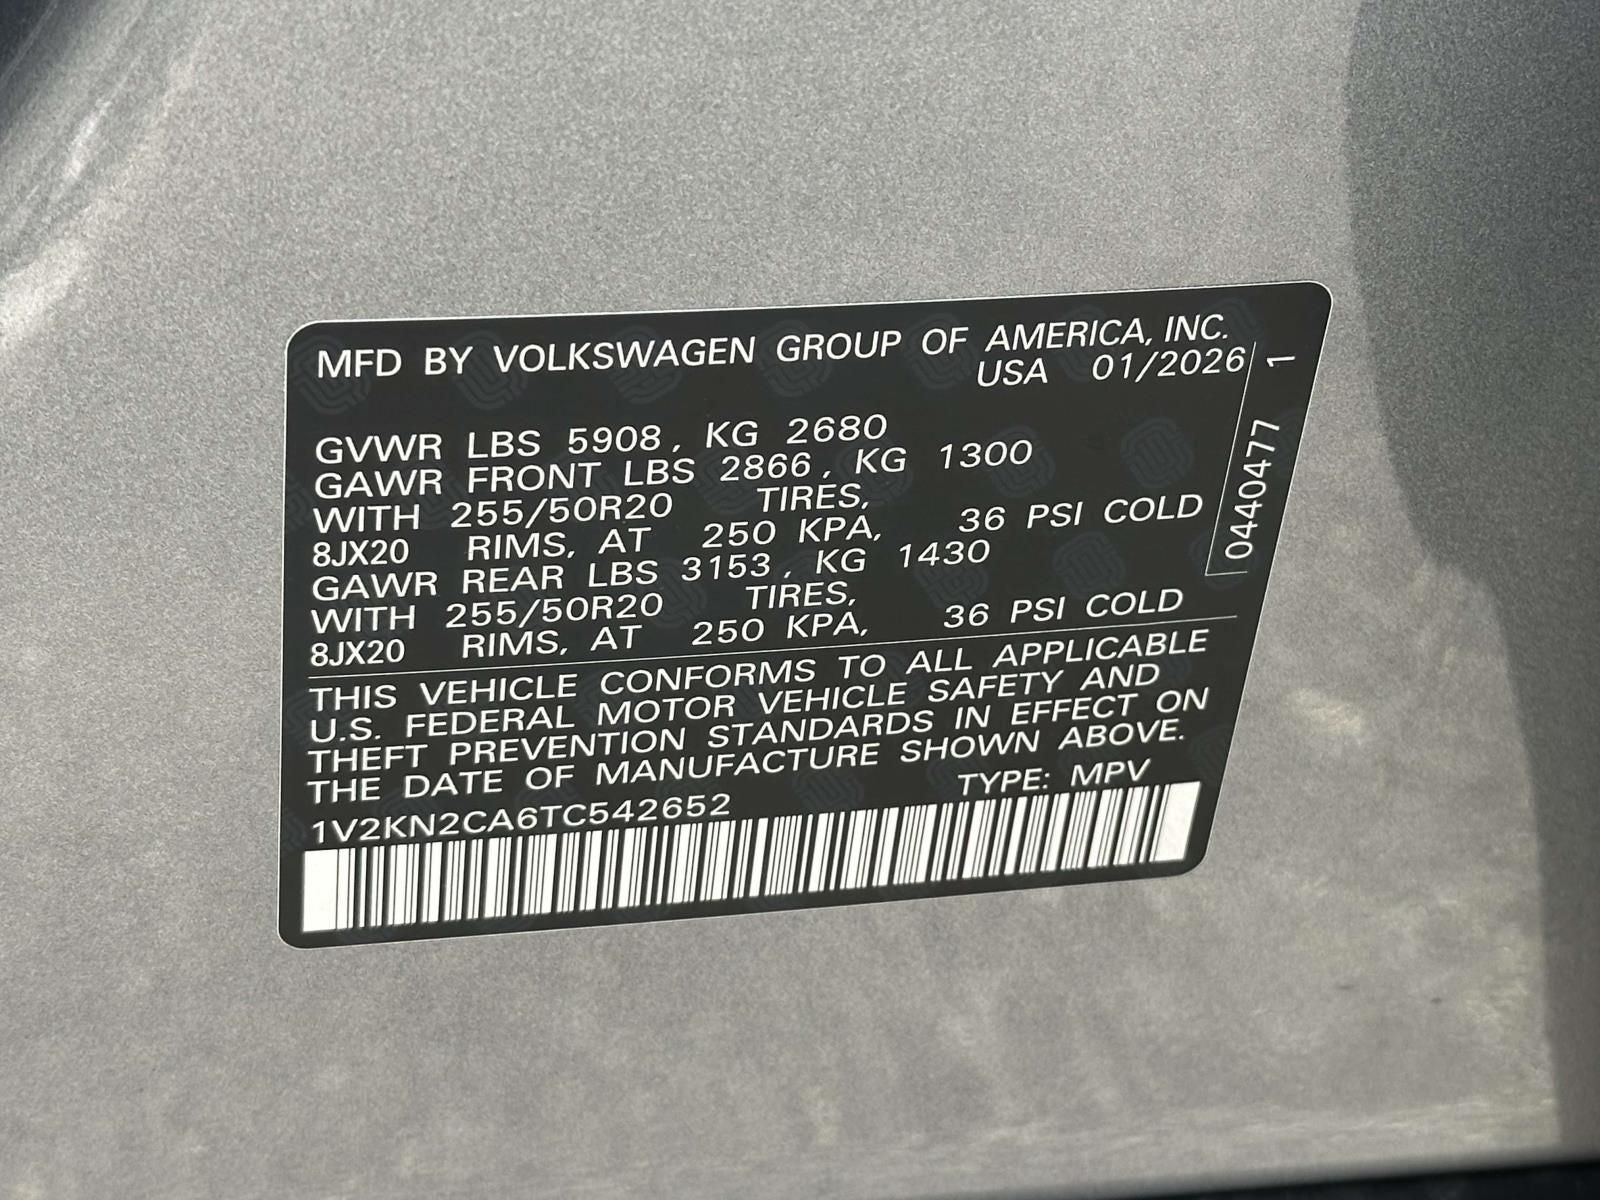 MFD BY VOLKSWAGEN GROUP OF AMERICA, INC.
USA 01/2026
GVWR LBS 5908, KG 2680
GAWR FRONT LBS 2866, KG 1300
WITH 255/50R20 TIRES,
8JX20 RIMS, AT 250 KPA, 36 PSI COLD
GAWR REAR LBS 3153, KG 1430
WITH 255/50R20 TIRES,
8JX20 RIMS, AT 250 KPA, 36 PSI COLD
THIS VEHICLE CONFORMS TO ALL APPLICABLE
U.S. FEDERAL MOTOR VEHICLE SAFETY AND
THEFT PREVENTION STANDARDS IN EFFECT ON
THE DATE OF MANUFACTURE SHOWN ABOVE.
1V2KN2CA6TC542652 TYPE: MPV
0440477 1